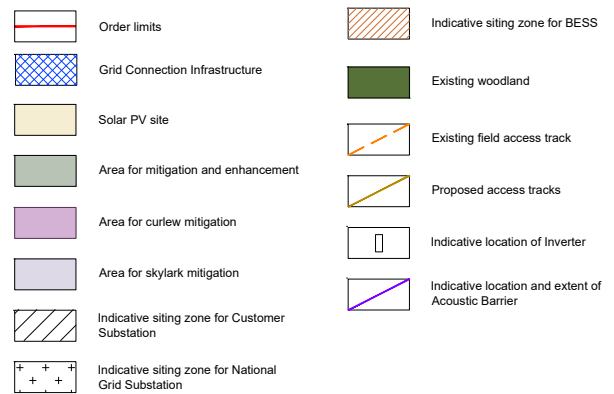 Order limits
Grid Connection Infrastructure
Solar PV site
Area for mitigation and enhancement
Area for curlew mitigation
Area for skylark mitigation
Indicative siting zone for Customer
Substation
Indicative siting zone for National
Grid Substation
Indicative siting zone for BESS
Existing woodland
Existing field access track
Proposed access tracks
Indicative location of Inverter
Indicative location and extent of
Acoustic Barrier